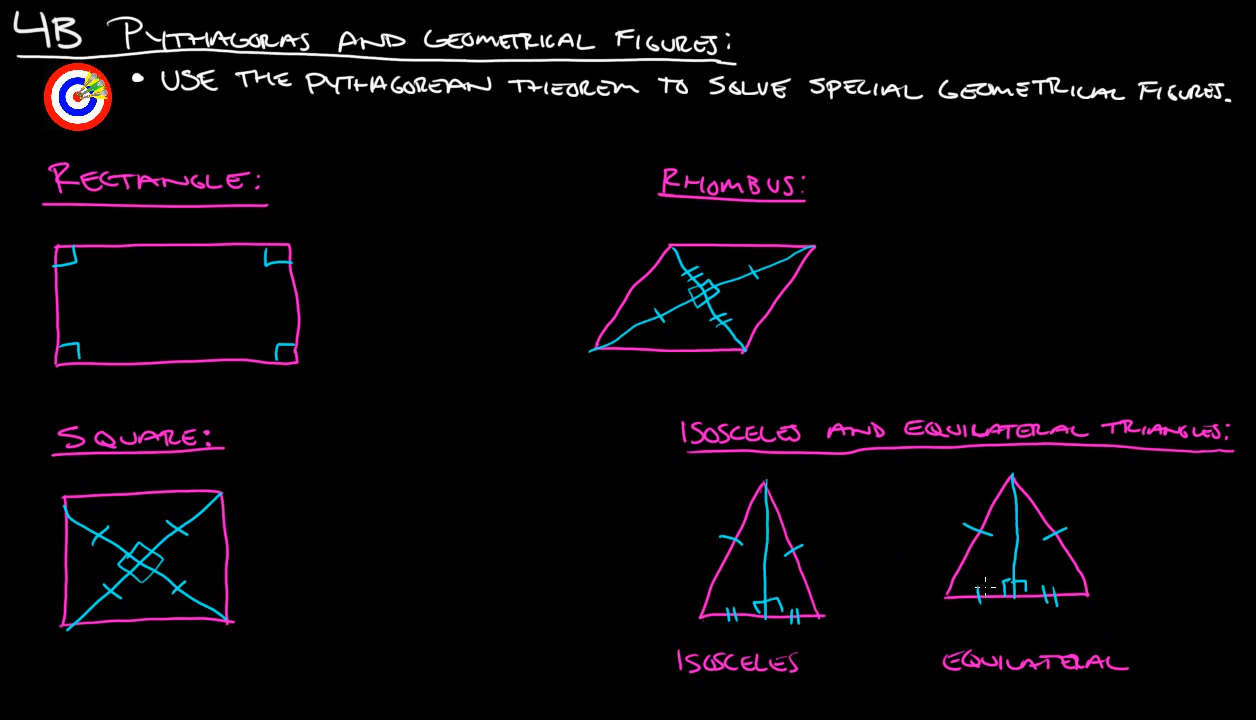 4B PYTHAGORAS AND GEOMETRICAL FIGURES:
• USE THE PYTHAGOREAN THEOREM TO SOLVE SPECIAL GEOMETRICAL FIGURES.
RECTANGLE:
RHOMBUS:
SQUARE:
ISOSCELES AND EQUILATERAL TRIANGLES:
ISOSCELES
EQUILATERAL